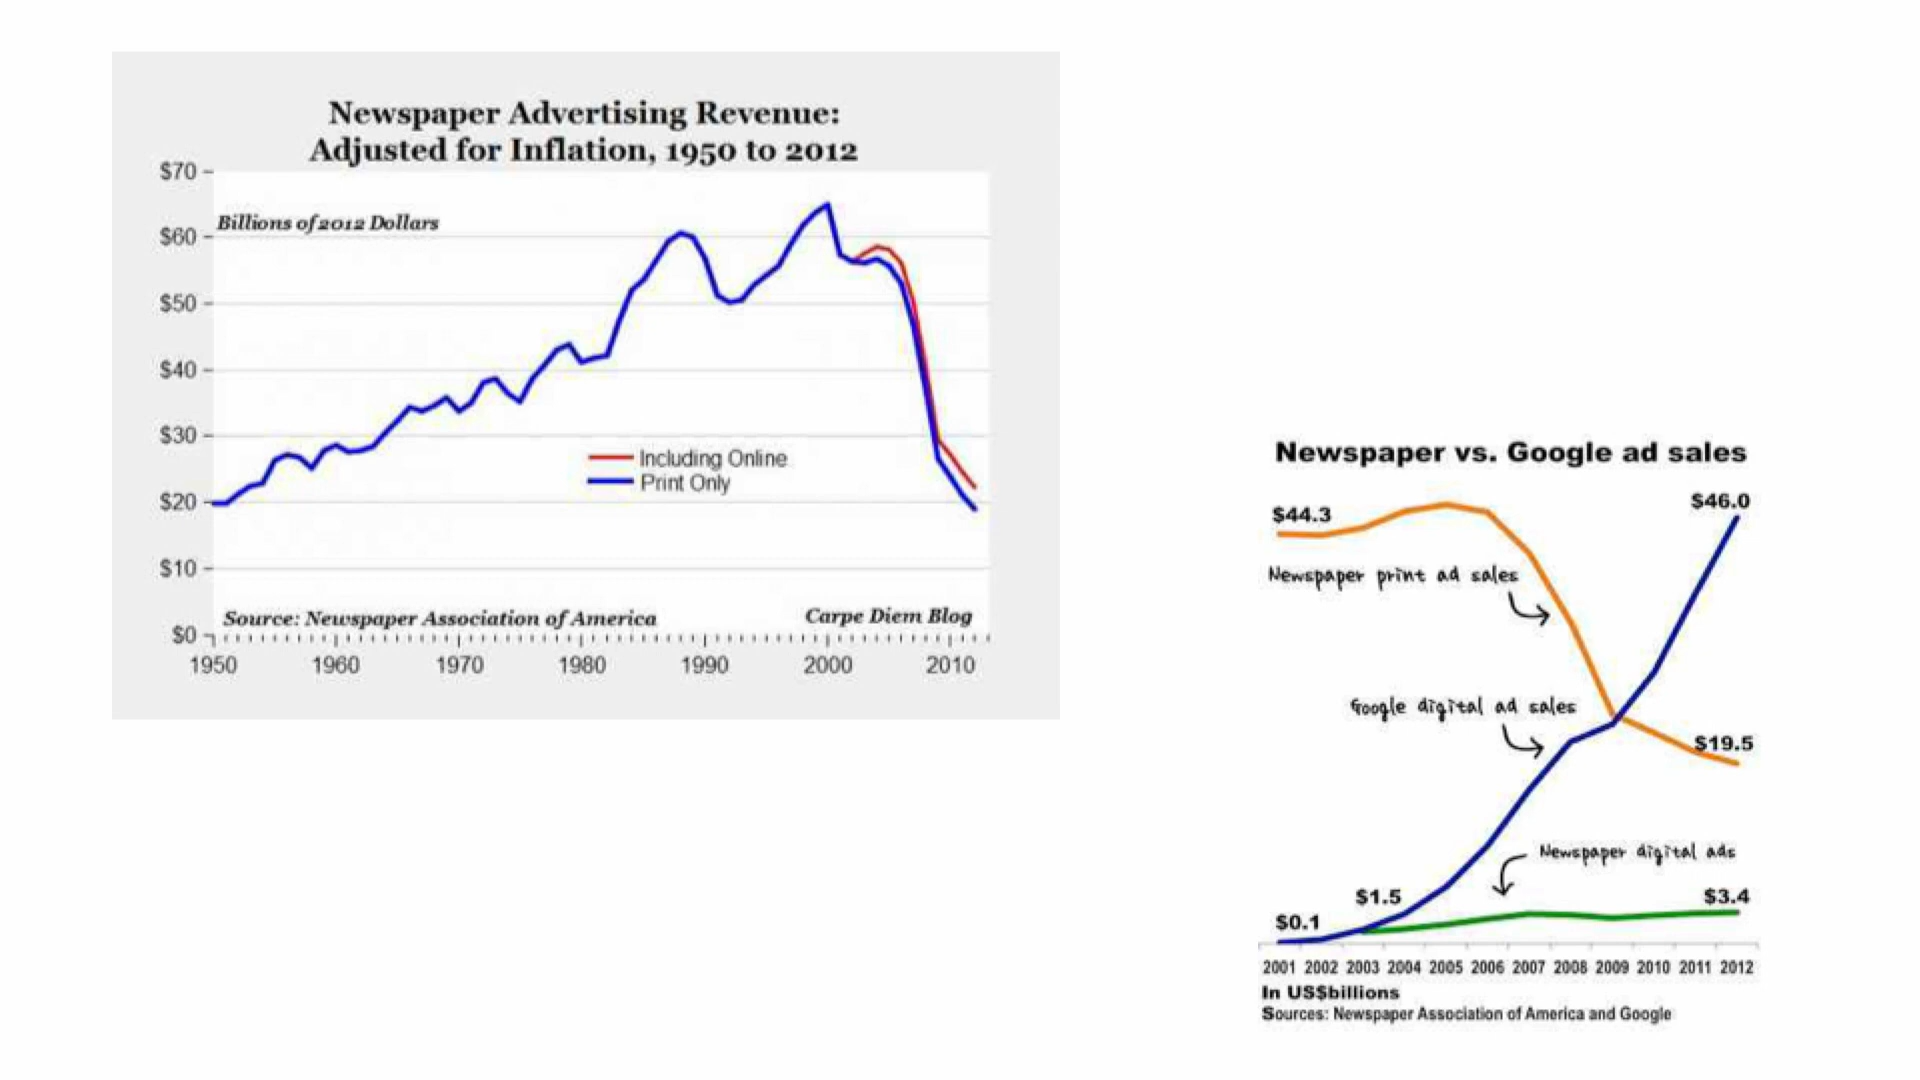 Newspaper Advertising Revenue:
Adjusted for Inflation, 1950 to 2012
$70
Billions of 2012 Dollars
$60
$50
$40
$30
Including Online
Print Only
$20
$10
Source: Newspaper Association of America
Carpe Diem Blog
$0
1950 1960 1970 1980 1990 2000 2010
Newspaper vs. Google ad sales
$46.0
$44.3
Newspaper print ad sales
Google digital ad sales
$19.5
Newspaper digital ads
$1.5
$3.4
$0.1
2001 2002 2003 2004 2005 2006 2007 2008 2009 2010 2011 2012
In US$billions
Sources: Newspaper Association of America and Google